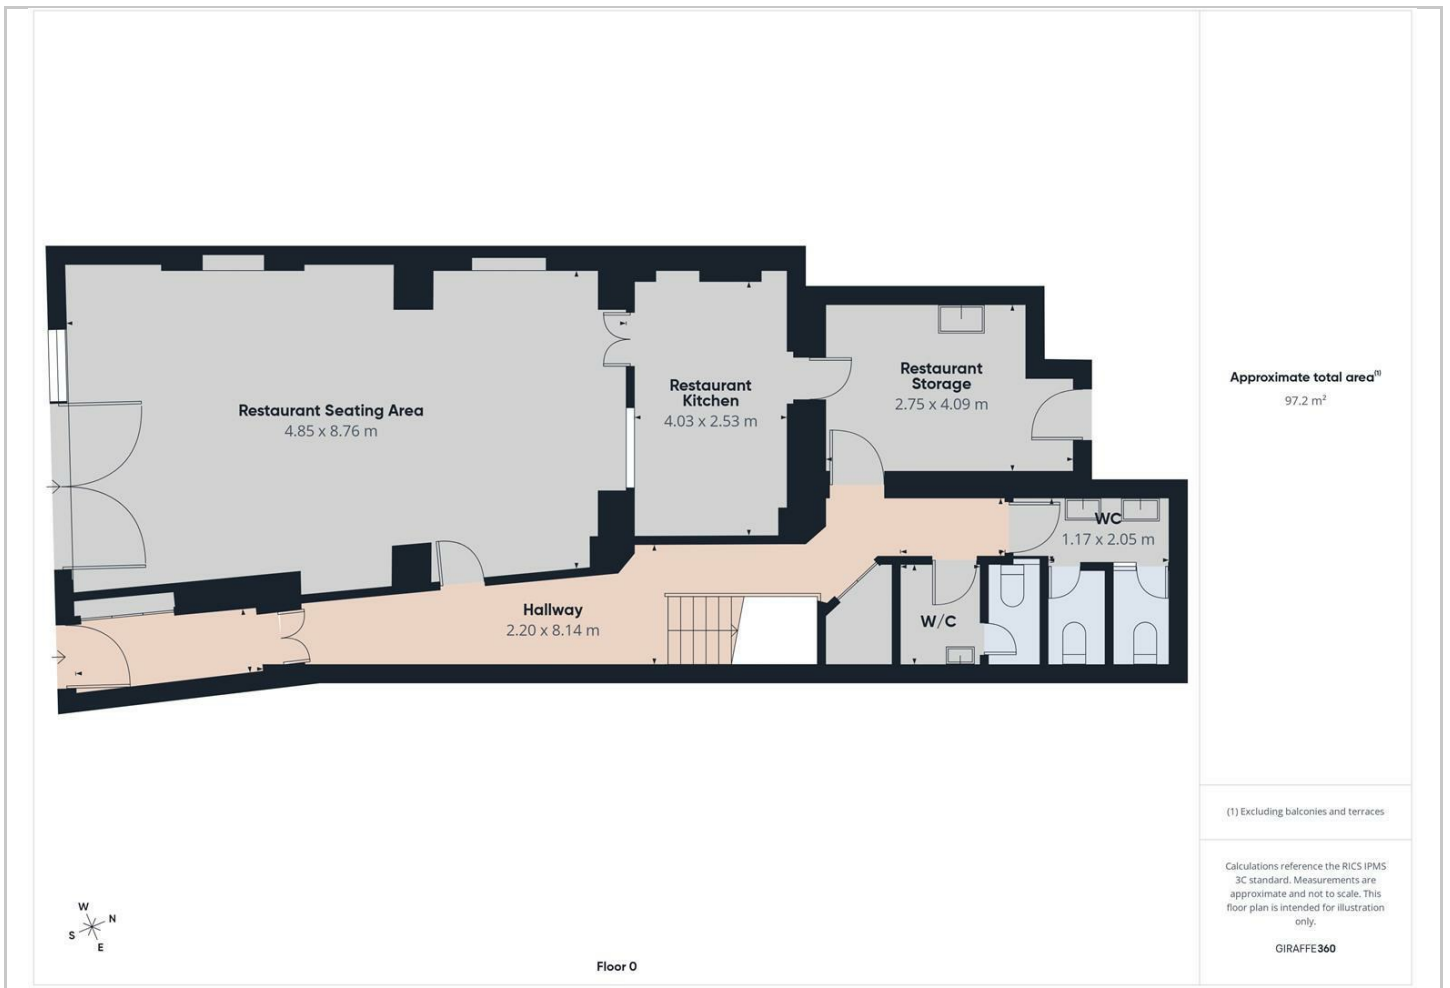 Restaurant Seating Area
4.85 x 8.76 m
Restaurant
Kitchen
4.03 x 2.53 m
Restaurant
Storage
2.75 x 4.09 m
WC
1.17 x 2.05 m
W/C
Hallway
2.20 x 8.14 m
Approximate total area(1)
97.2 m²
(1) Excluding balconies and terraces
Calculations reference the RICS IPMS
3C standard. Measurements are
approximate and not to scale. This
floor plan is intended for illustration
only.
GIRAFFE360
W
N
S
E
Floor 0